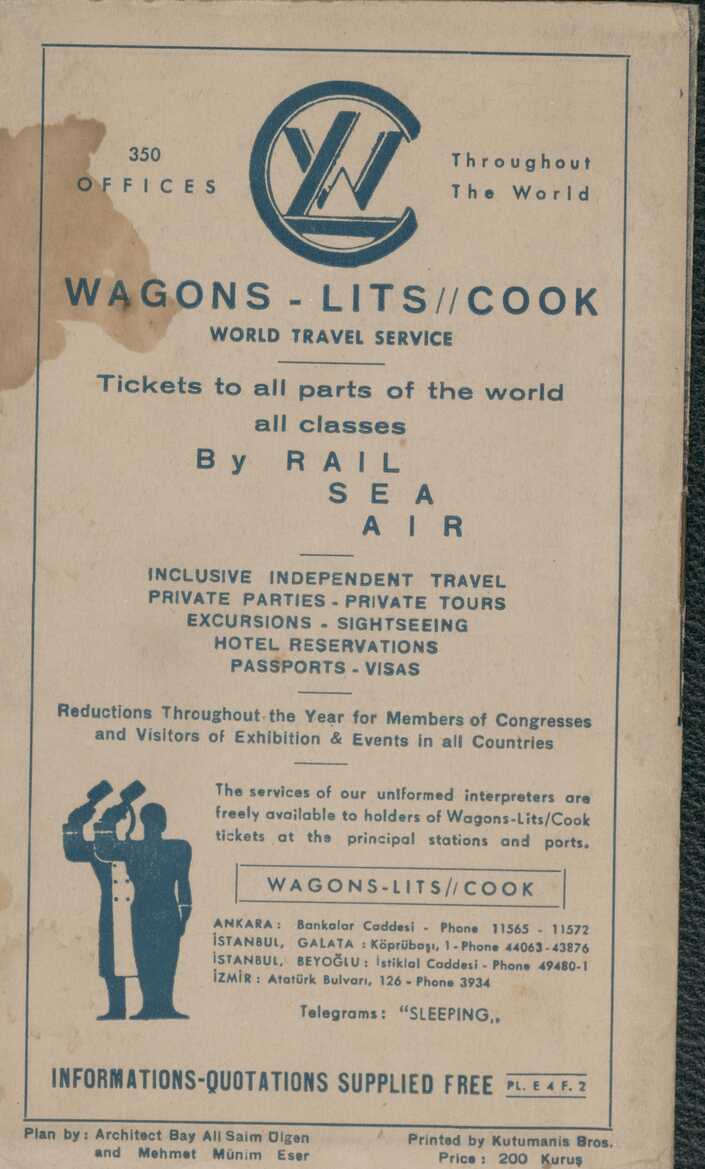 350
OFFICES
CWL
Throughout
The World
WAGONS - LITS//COOK
WORLD TRAVEL SERVICE
Tickets to all parts of the world
all classes
By RAIL
SEA
AIR
INCLUSIVE INDEPENDENT TRAVEL
PRIVATE PARTIES - PRIVATE TOURS
EXCURSIONS - SIGHTSEEING
HOTEL RESERVATIONS
PASSPORTS - VISAS
Reductions Throughout the Year for Members of Congresses
and Visitors of Exhibition & Events in all Countries
The services of our uniformed interpreters are
freely available to holders of Wagons-Lits/Cook
tickets at the principal stations and ports.
WAGONS-LITS//COOK
ANKARA : Bankalar Caddesi - Phone 11565 - 11572
İSTANBUL, GALATA : Köprübaşı, 1 - Phone 44063-43876
İSTANBUL, BEYOĞLU : İstiklal Caddesi - Phone 49480-1
İZMİR : Atatürk Bulvarı, 126 - Phone 3934
Telegrams : “SLEEPING„
INFORMATIONS-QUOTATIONS SUPPLIED FREE PL. E 4 F. 2
Plan by : Architect Bay Ali Saim Ülgen
and Mehmet Münim Eser
Printed by Kutumanis Bros.
Price : 200 Kuruş